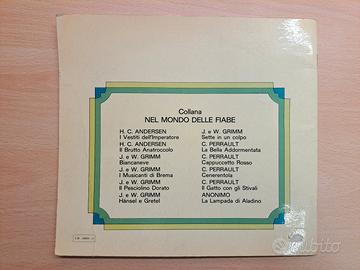 Collana
NEL MONDO DELLE FIABE
H. C. ANDERSEN
I Vestiti dell'Imperatore
H. C. ANDERSEN
Il Brutto Anatroccolo
J. e W. GRIMM
Biancaneve
J. e W. GRIMM
I Musicanti di Brema
J. e W. GRIMM
Il Pesciolino Dorato
J. e W. GRIMM
Hänsel e Gretel
J. e W. GRIMM
Sette in un colpo
C. PERRAULT
La Bella Addormentata
C. PERRAULT
Cappuccetto Rosso
C. PERRAULT
Cenerentola
C. PERRAULT
Il Gatto con gli Stivali
ANONIMO
La Lampada di Aladino
subito